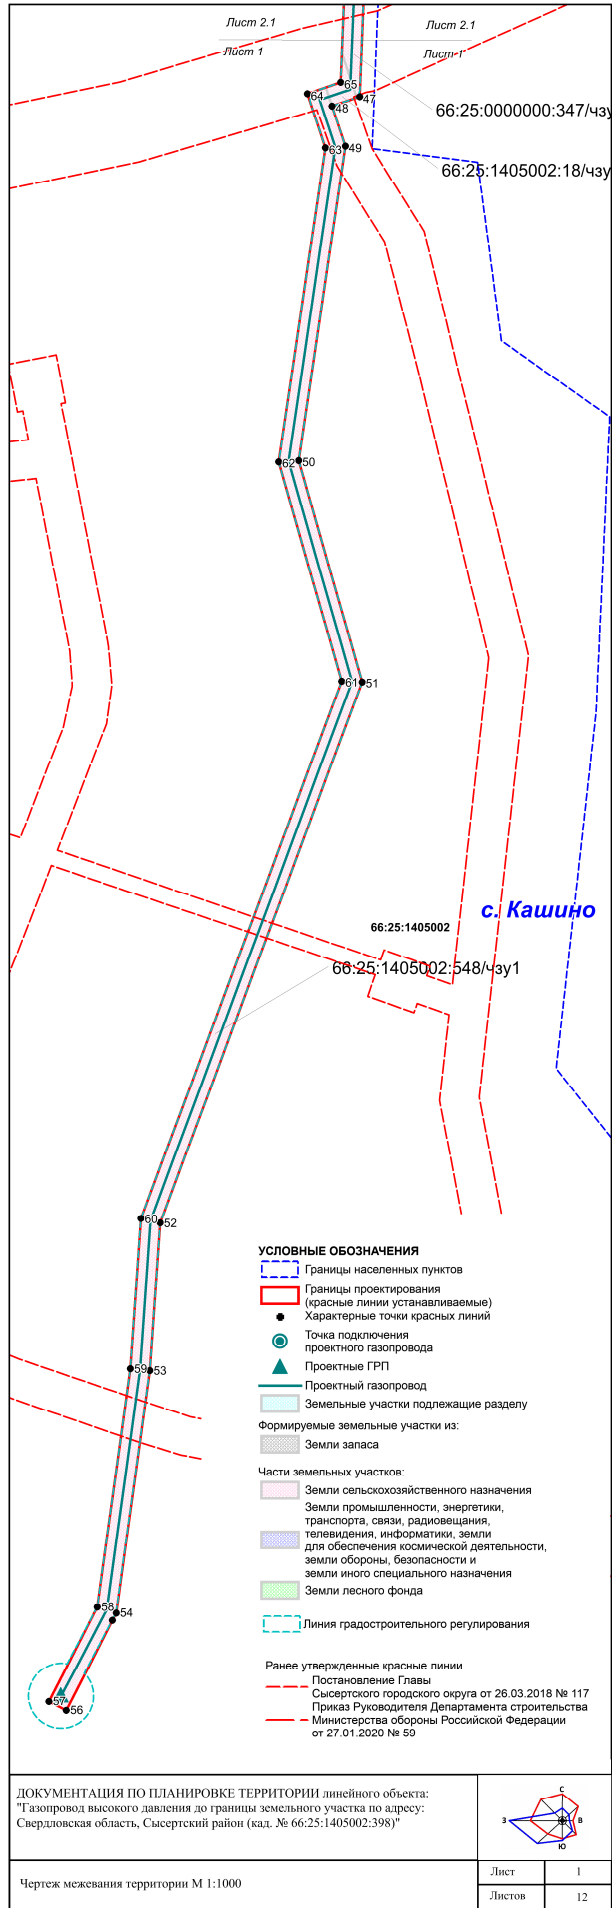 Лист 2.1
Лист 2.1
Лист 1
Лист 1
65
64
47
48
66:25:0000000:347/чзу
63
49
66:25:1405002:18/чзу
62
50
61
51
с. Кашино
66:25:1405002
66:25:1405002:548/чзу1
60
52
59
53
58
54
57
56
УСЛОВНЫЕ ОБОЗНАЧЕНИЯ
Границы населенных пунктов
Границы проектирования
(красные линии устанавливаемые)
Характерные точки красных линий
Точка подключения
проектного газопровода
Проектные ГРП
Проектный газопровод
Земельные участки подлежащие разделу
Формируемые земельные участки из:
Земли запаса
Части земельных участков:
Земли сельскохозяйственного назначения
Земли промышленности, энергетики,
транспорта, связи, радиовещания,
телевидения, информатики, земли
для обеспечения космической деятельности,
земли обороны, безопасности и
земли иного специального назначения
Земли лесного фонда
Линия градостроительного регулирования
Ранее утвержденные красные линии
Постановление Главы
Сысертского городского округа от 26.03.2018 № 117
Приказ Руководителя Департамента строительства
Министерства обороны Российской Федерации
от 27.01.2020 № 59
ДОКУМЕНТАЦИЯ ПО ПЛАНИРОВКЕ ТЕРРИТОРИИ линейного объекта:
"Газопровод высокого давления до границы земельного участка по адресу:
Свердловская область, Сысертский район (кад. № 66:25:1405002:398)"
С
З
В
Ю
Чертеж межевания территории М 1:1000
Лист 1
Листов 12